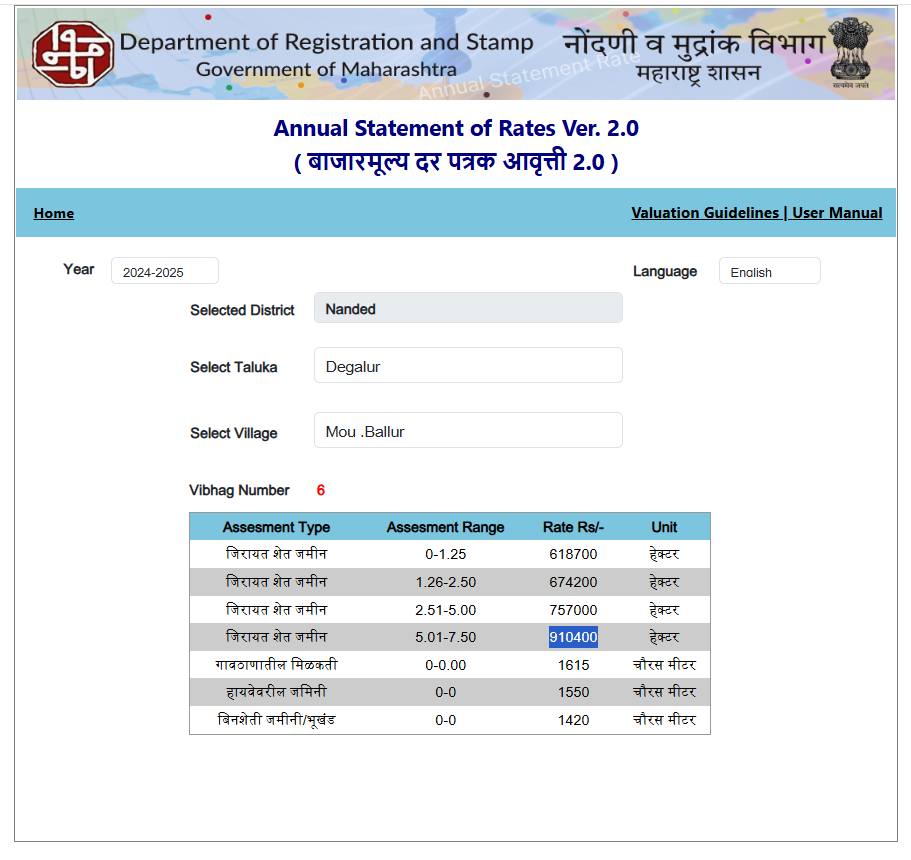 Department of Registration and Stamp
Government of Maharashtra
नोंदणी व मुद्रांक विभाग
महाराष्ट्र शासन
सत्यमेव जयते
Annual Statement Rate
Annual Statement of Rates Ver. 2.0
( बाजारमूल्य दर पत्रक आवृत्ती 2.0 )
Home Valuation Guidelines | User Manual
Year 2024-2025 Language English
Selected District Nanded
Select Taluka Degalur
Select Village Mou .Ballur
Vibhag Number 6
Assesment Type Assesment Range Rate Rs/- Unit
जिरायत शेत जमीन 0-1.25 618700 हेक्टर
जिरायत शेत जमीन 1.26-2.50 674200 हेक्टर
जिरायत शेत जमीन 2.51-5.00 757000 हेक्टर
जिरायत शेत जमीन 5.01-7.50 910400 हेक्टर
गावठाणातील मिळकती 0-0.00 1615 चौरस मीटर
हायवेवरील जमिनी 0-0 1550 चौरस मीटर
बिनशेती जमीनी/भूखंड 0-0 1420 चौरस मीटर